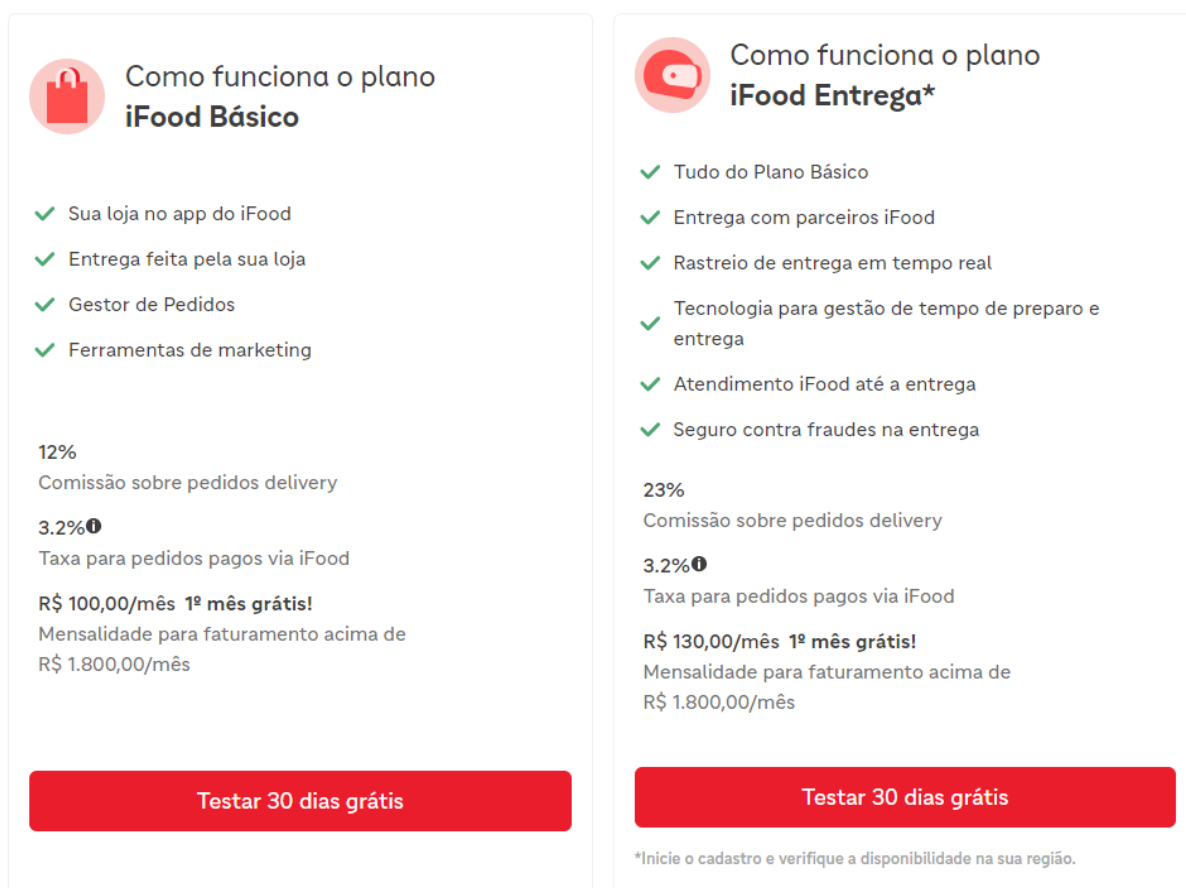 Como funciona o plano
iFood Básico
Sua loja no app do iFood
Entrega feita pela sua loja
Gestor de Pedidos
Ferramentas de marketing
12%
Comissão sobre pedidos delivery
3.2%
Taxa para pedidos pagos via iFood
R$ 100,00/mês 1º mês grátis!
Mensalidade para faturamento acima de
R$ 1.800,00/mês
Testar 30 dias grátis
Como funciona o plano
iFood Entrega*
Tudo do Plano Básico
Entrega com parceiros iFood
Rastreio de entrega em tempo real
Tecnologia para gestão de tempo de preparo e
entrega
Atendimento iFood até a entrega
Seguro contra fraudes na entrega
23%
Comissão sobre pedidos delivery
3.2%
Taxa para pedidos pagos via iFood
R$ 130,00/mês 1º mês grátis!
Mensalidade para faturamento acima de
R$ 1.800,00/mês
Testar 30 dias grátis
*Inicie o cadastro e verifique a disponibilidade na sua região.